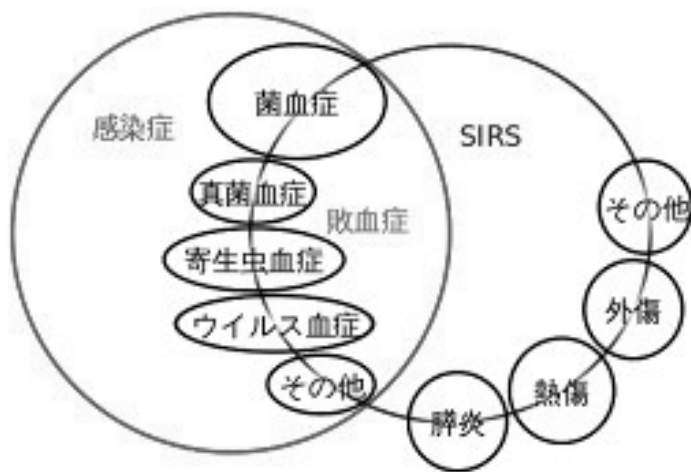 菌血症
感染症
SIRS
真菌血症
敗血症
その他
寄生虫血症
外傷
ウイルス血症
その他
熱傷
膵炎